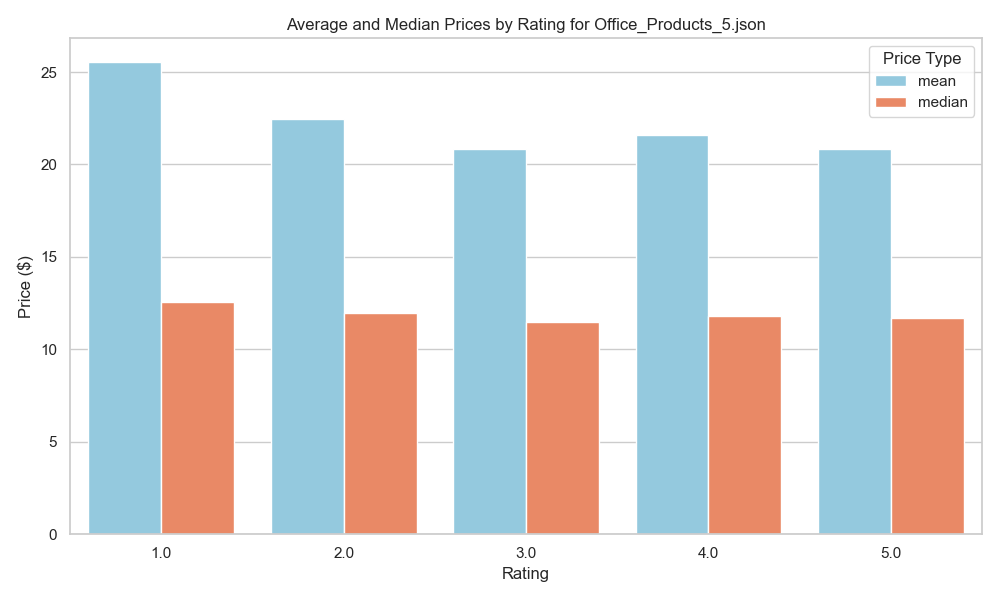 Average and Median Prices by Rating for Office_Products_5.json
Price Type
mean
median
Price ($)
25
20
15
10
5
0
1.0 2.0 3.0 4.0 5.0
Rating